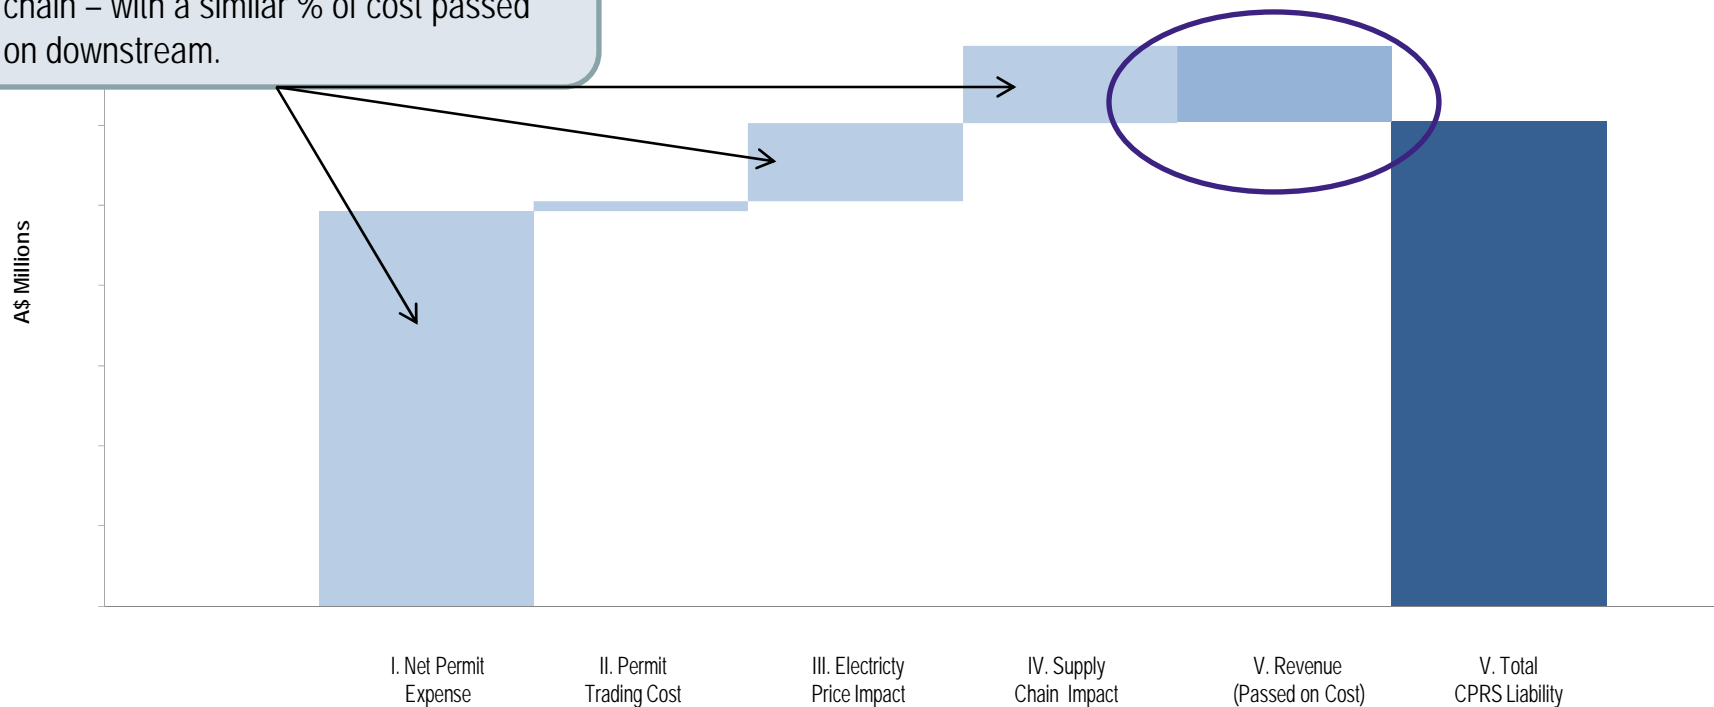 chain – with a similar % of cost passed
on downstream.
A$ Millions
I. Net Permit
Expense
II. Permit
Trading Cost
III. Electricty
Price Impact
IV. Supply
Chain Impact
V. Revenue
(Passed on Cost)
V. Total
CPRS Liability